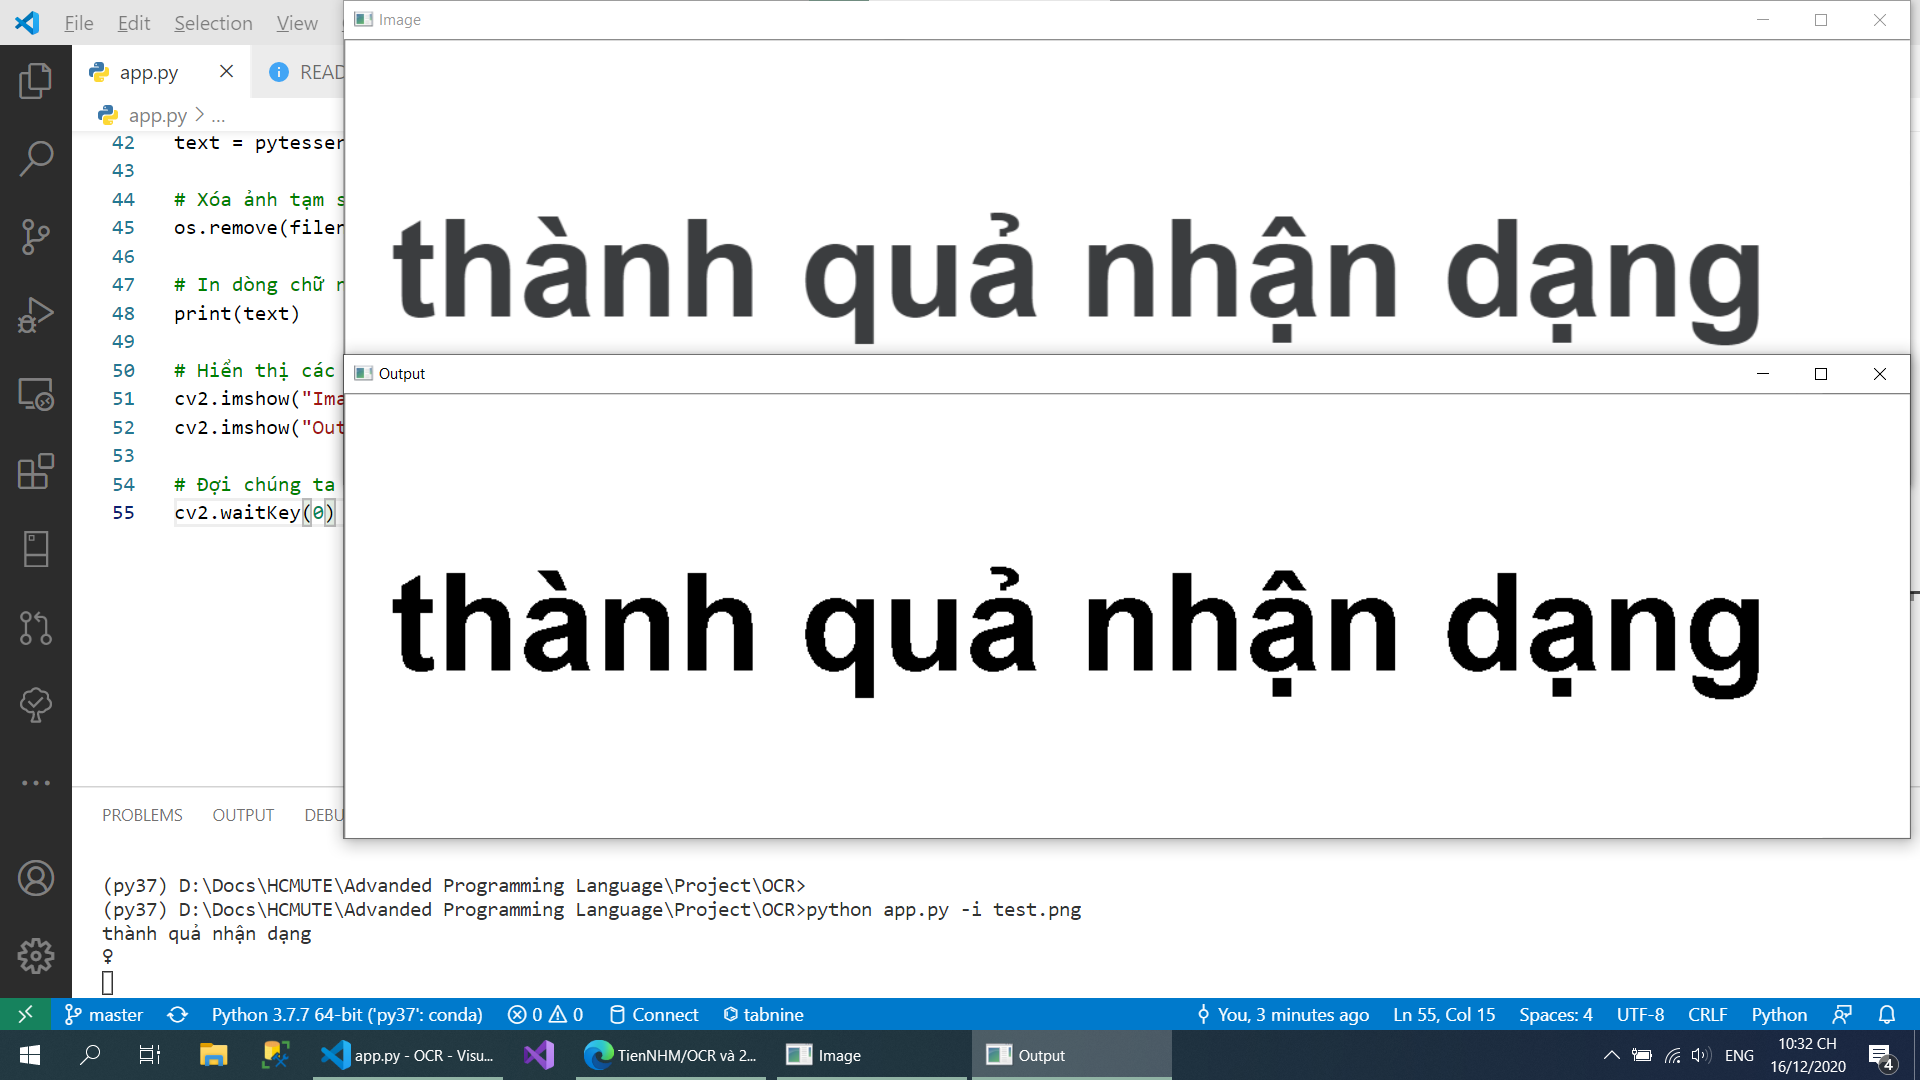 File Edit Selection View
Image
app.py
READ
app.py > ...
42 text = pytesser
43
44 # Xóa ảnh tạm s
45 os.remove(filen
46
47 # In dòng chữ n
48 print(text)
49
50 # Hiển thị các
51 cv2.imshow("Ima
52 cv2.imshow("Out
53
54 # Đợi chúng ta
55 cv2.waitKey(0)
thành quả nhận dạng
Output
thành quả nhận dạng
PROBLEMS OUTPUT DEBU
(py37) D:\Docs\HCMUTE\Advanded Programming Language\Project\OCR>
(py37) D:\Docs\HCMUTE\Advanded Programming Language\Project\OCR>python app.py -i test.png
thành quả nhận dạng
♀
master Python 3.7.7 64-bit ('py37': conda) 0 0 Connect tabnine You, 3 minutes ago Ln 55, Col 15 Spaces: 4 UTF-8 CRLF Python
app.py - OCR - Visu... TienNHM/OCR và 2... Image Output ENG 10:32 CH
16/12/2020 4